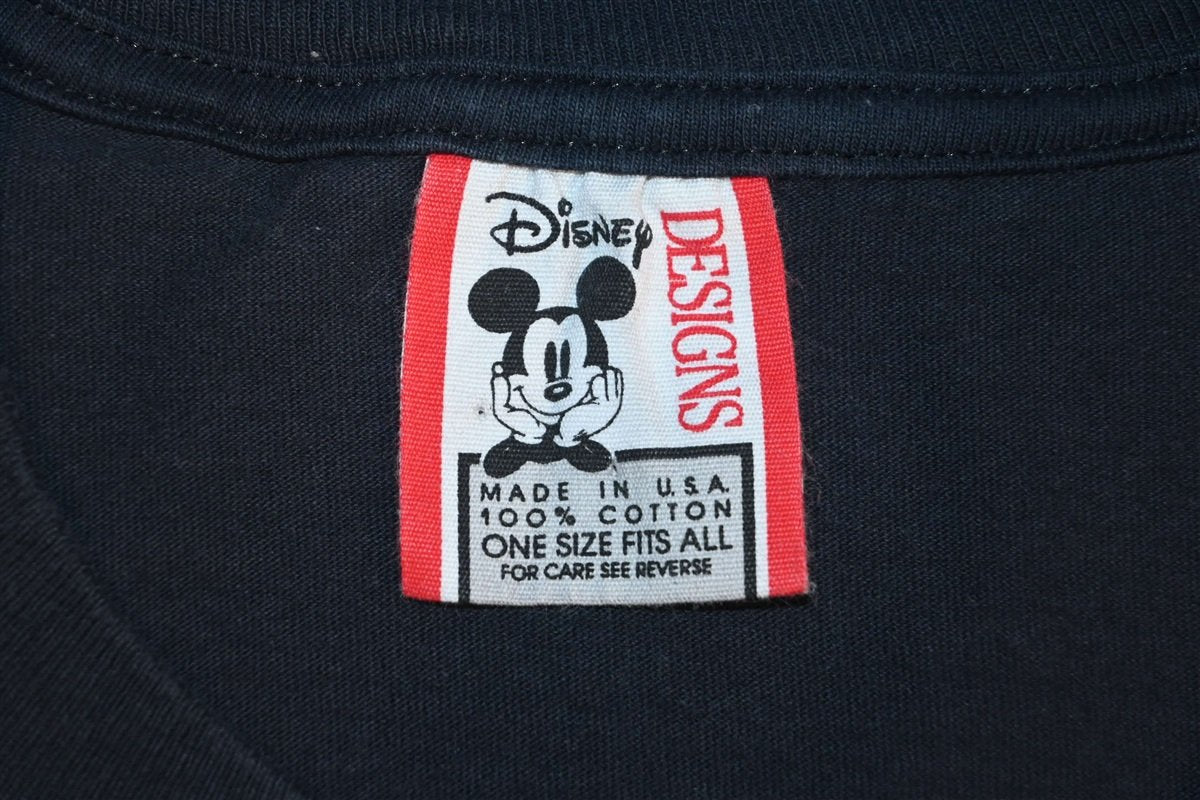 Disney
DESIGNS
MADE IN U.S.A.
100% COTTON
ONE SIZE FITS ALL
FOR CARE SEE REVERSE